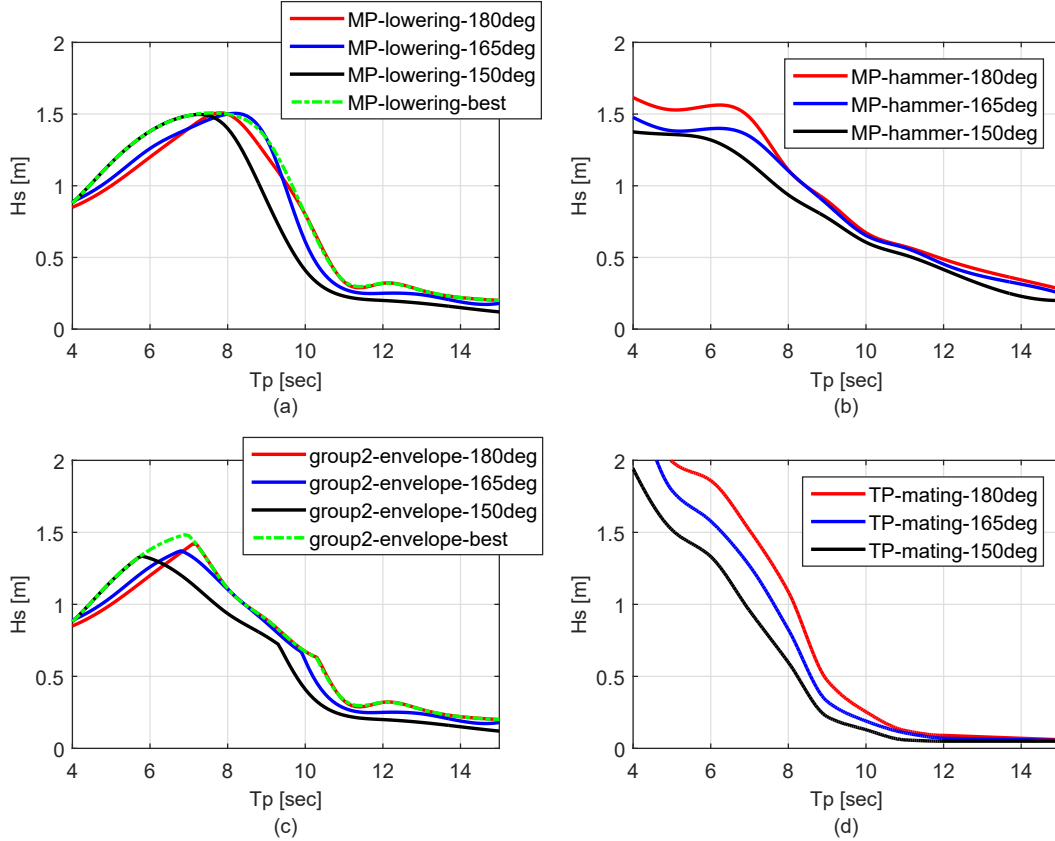 MP-lowering-180deg
MP-lowering-165deg
MP-lowering-150deg
MP-lowering-best
2
1.5
1
0.5
0
Hs [m]
4 6 8 10 12 14
Tp [sec]
(a)
MP-hammer-180deg
MP-hammer-165deg
MP-hammer-150deg
2
1.5
1
0.5
0
Hs [m]
4 6 8 10 12 14
Tp [sec]
(b)
group2-envelope-180deg
group2-envelope-165deg
group2-envelope-150deg
group2-envelope-best
2
1.5
1
0.5
0
Hs [m]
4 6 8 10 12 14
Tp [sec]
(c)
TP-mating-180deg
TP-mating-165deg
TP-mating-150deg
2
1.5
1
0.5
0
Hs [m]
4 6 8 10 12 14
Tp [sec]
(d)